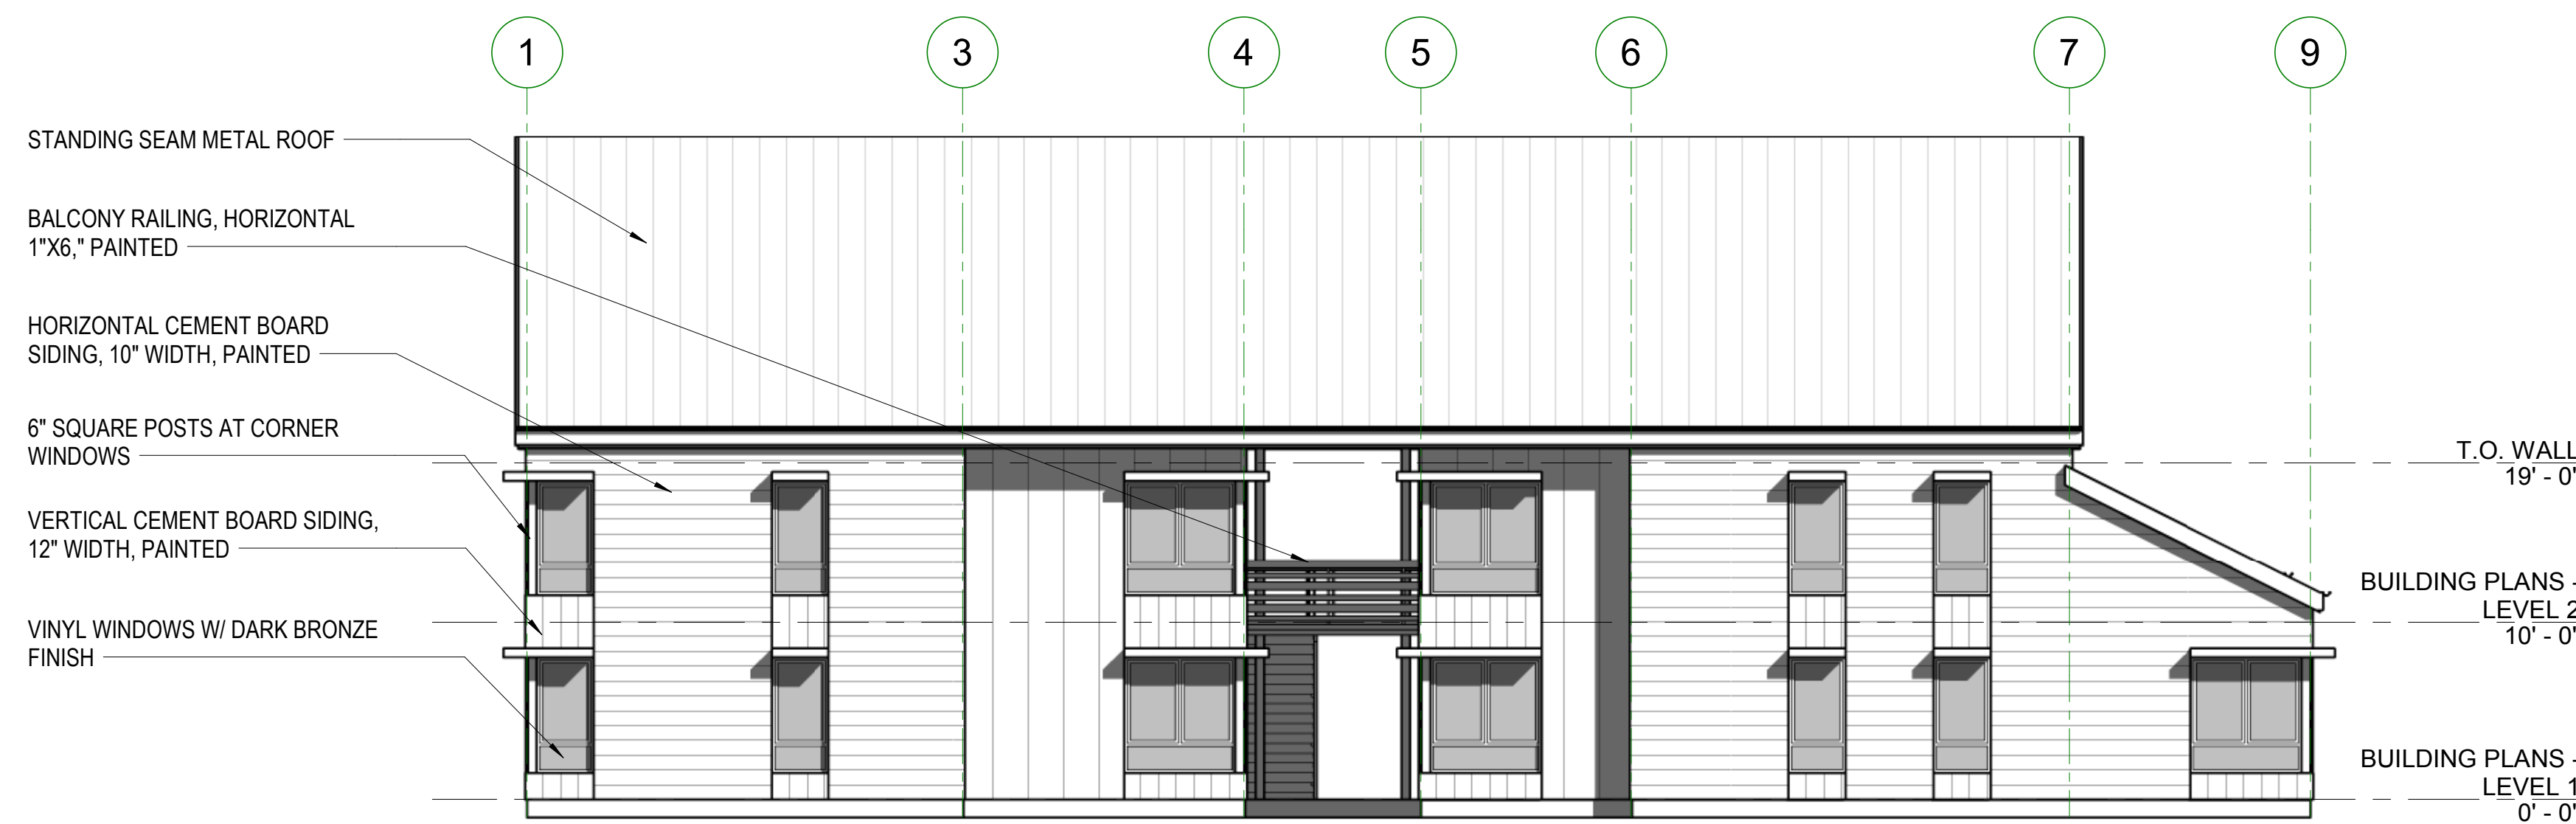 1
3
4
5
6
7
9
STANDING SEAM METAL ROOF
BALCONY RAILING, HORIZONTAL
1"X6," PAINTED
HORIZONTAL CEMENT BOARD
SIDING, 10" WIDTH, PAINTED
6" SQUARE POSTS AT CORNER
WINDOWS
VERTICAL CEMENT BOARD SIDING,
12" WIDTH, PAINTED
VINYL WINDOWS W/ DARK BRONZE
FINISH
T.O. WALL
19' - 0"
BUILDING PLANS -
LEVEL 2
10' - 0"
BUILDING PLANS -
LEVEL 1
0' - 0"